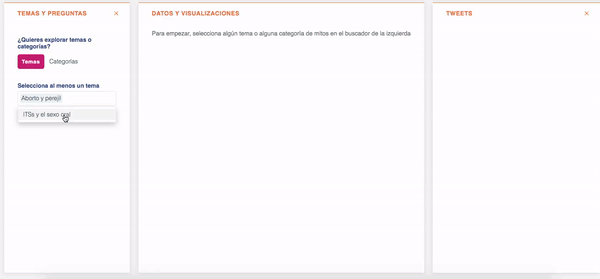 TEMAS Y PREGUNTAS
¿Quieres explorar temas o
categorías?
Temas Categorías
Selecciona al menos un tema
Aborto y perejil
ITSs y el sexo oral
DATOS Y VISUALIZACIONES
Para empezar, selecciona algún tema o alguna categoría de mitos en el buscador de la izquierda
TWEETS